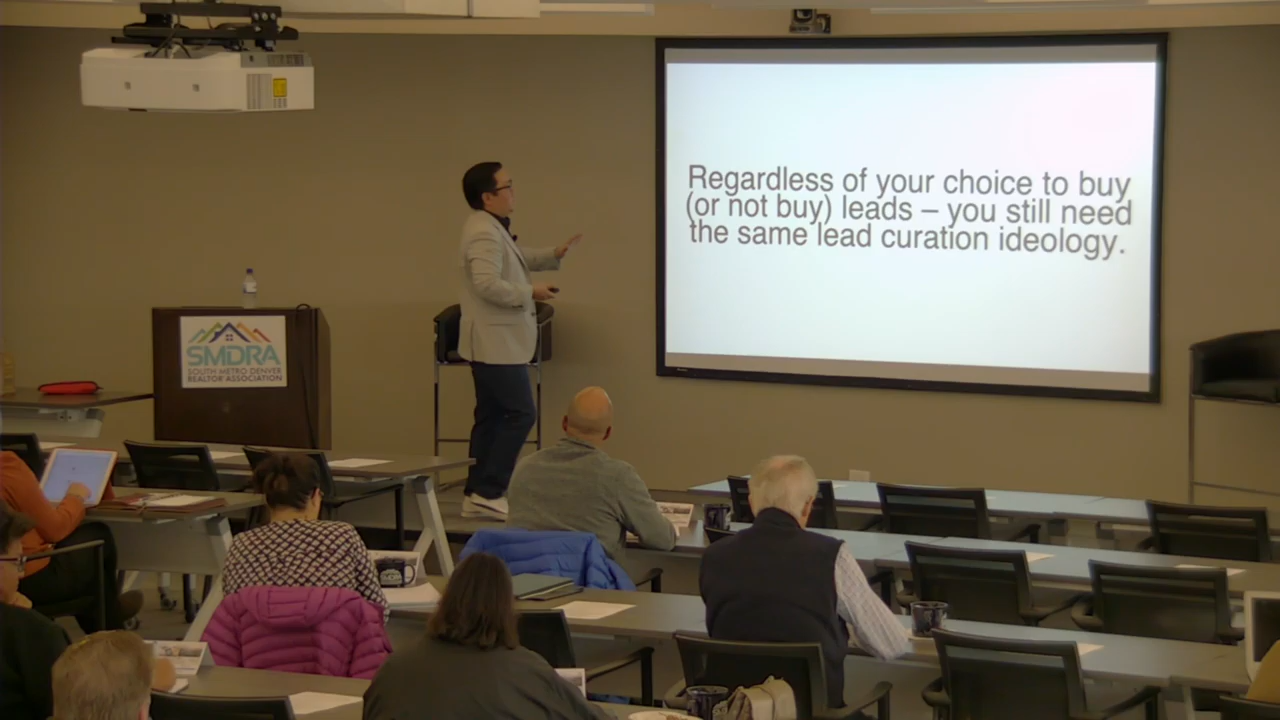 Regardless of your choice to buy
(or not buy) leads – you still need
the same lead curation ideology.
SMDRA
SOUTH METRO DENVER
REALTOR® ASSOCIATION